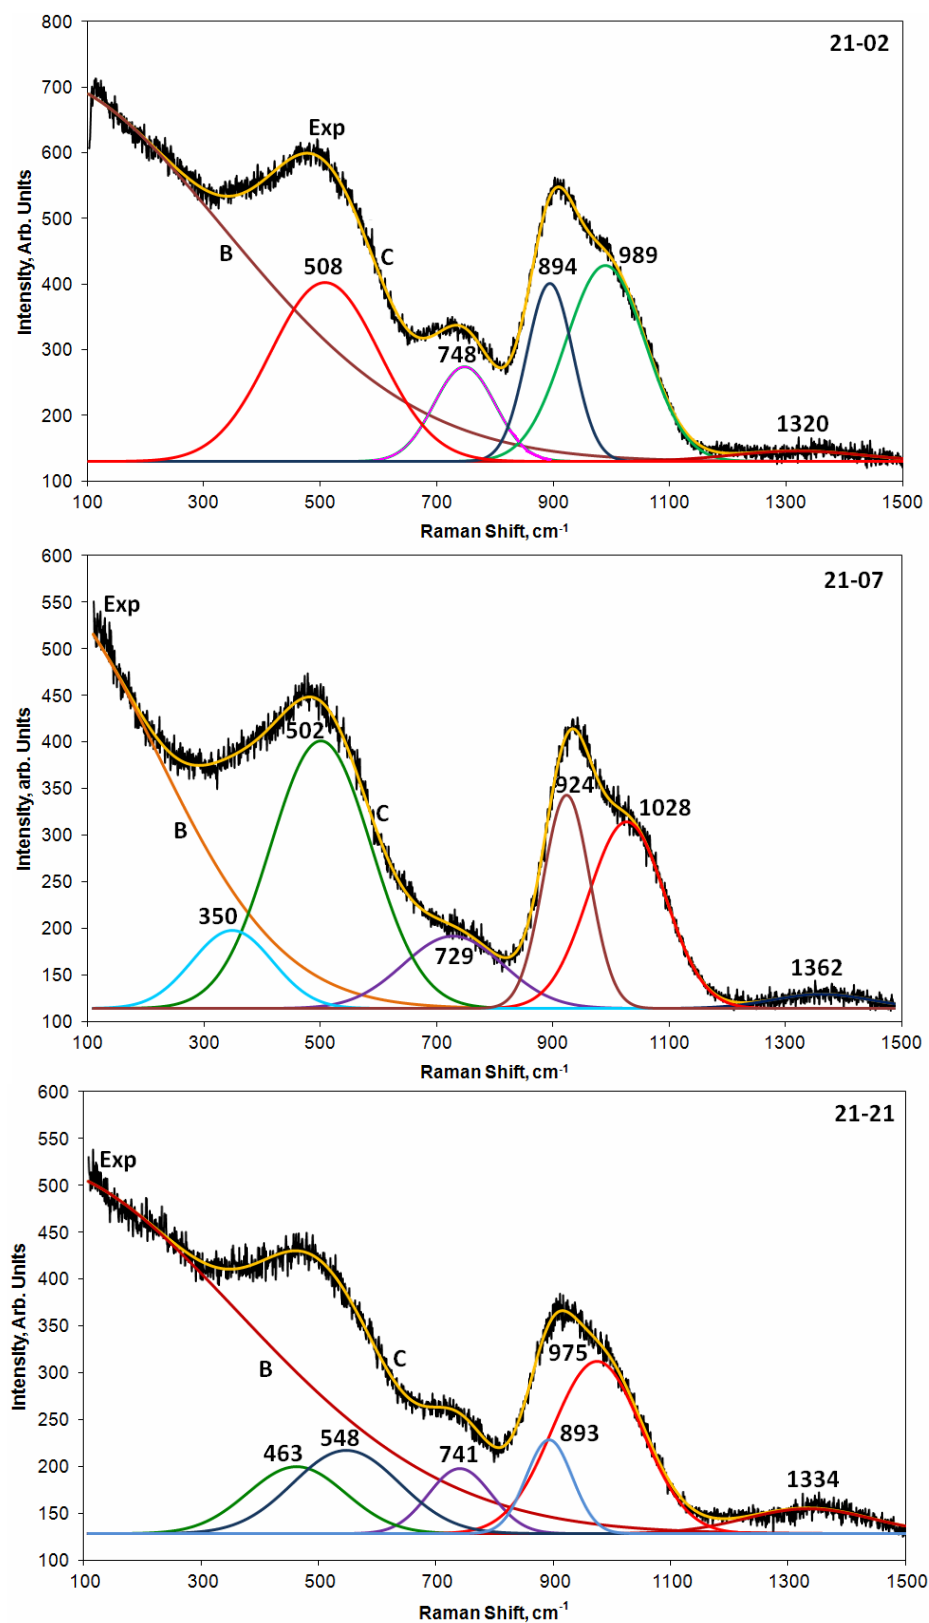 21-02
Intensity, Arb. Units
800
700
600
500
400
300
200
100
Exp
B
C
508
748
894
989
1320
100 300 500 700 900 1100 1300 1500
Raman Shift, cm-1
21-07
Intensity, arb. Units
600
550
500
450
400
350
300
250
200
150
100
Exp
B
C
350
502
729
924
1028
1362
100 300 500 700 900 1100 1300 1500
Raman Shift, cm-1
21-21
Intensity, Arb. Units
600
550
500
450
400
350
300
250
200
150
100
Exp
B
C
463
548
741
893
975
1334
100 300 500 700 900 1100 1300 1500
Raman Shift, cm-1